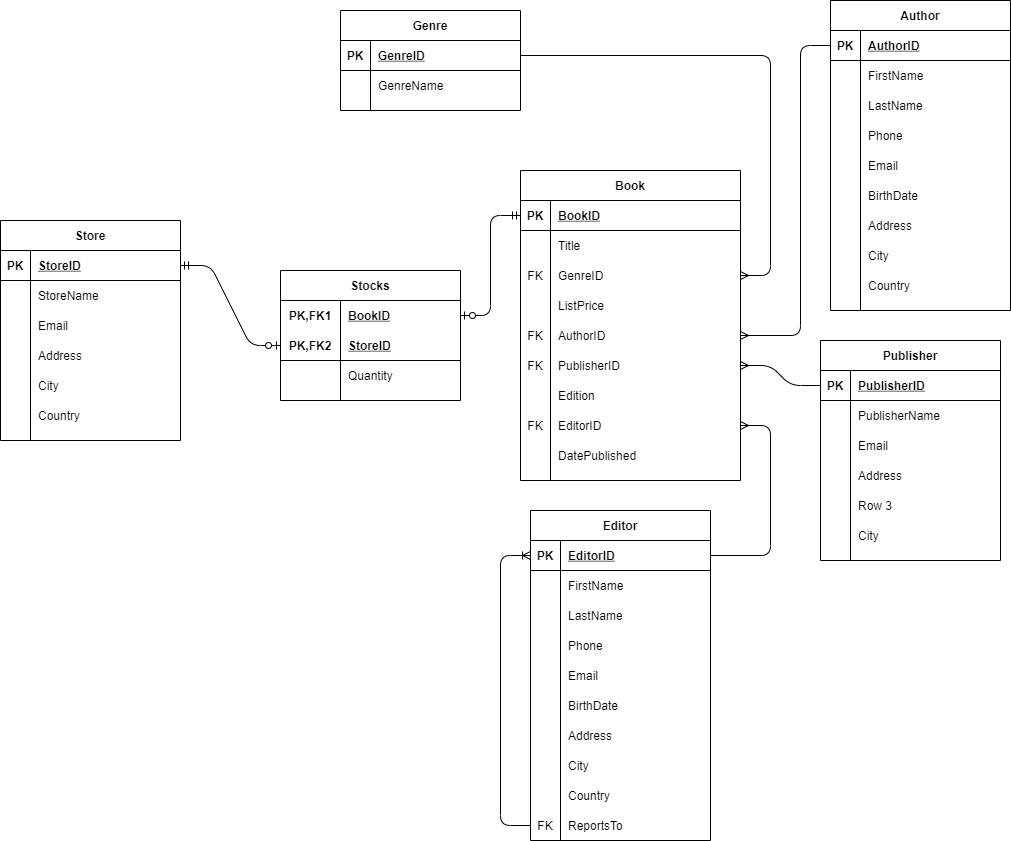 Genre
PK GenreID
GenreName
Author
PK AuthorID
FirstName
LastName
Phone
Email
BirthDate
Address
City
Country
Book
PK BookID
Title
FK GenreID
ListPrice
FK AuthorID
FK PublisherID
Edition
FK EditorID
DatePublished
Store
PK StoreID
StoreName
Email
Address
City
Country
Stocks
PK,FK1 BookID
PK,FK2 StoreID
Quantity
Publisher
PK PublisherID
PublisherName
Email
Address
Row 3
City
Editor
PK EditorID
FirstName
LastName
Phone
Email
BirthDate
Address
City
Country
FK ReportsTo